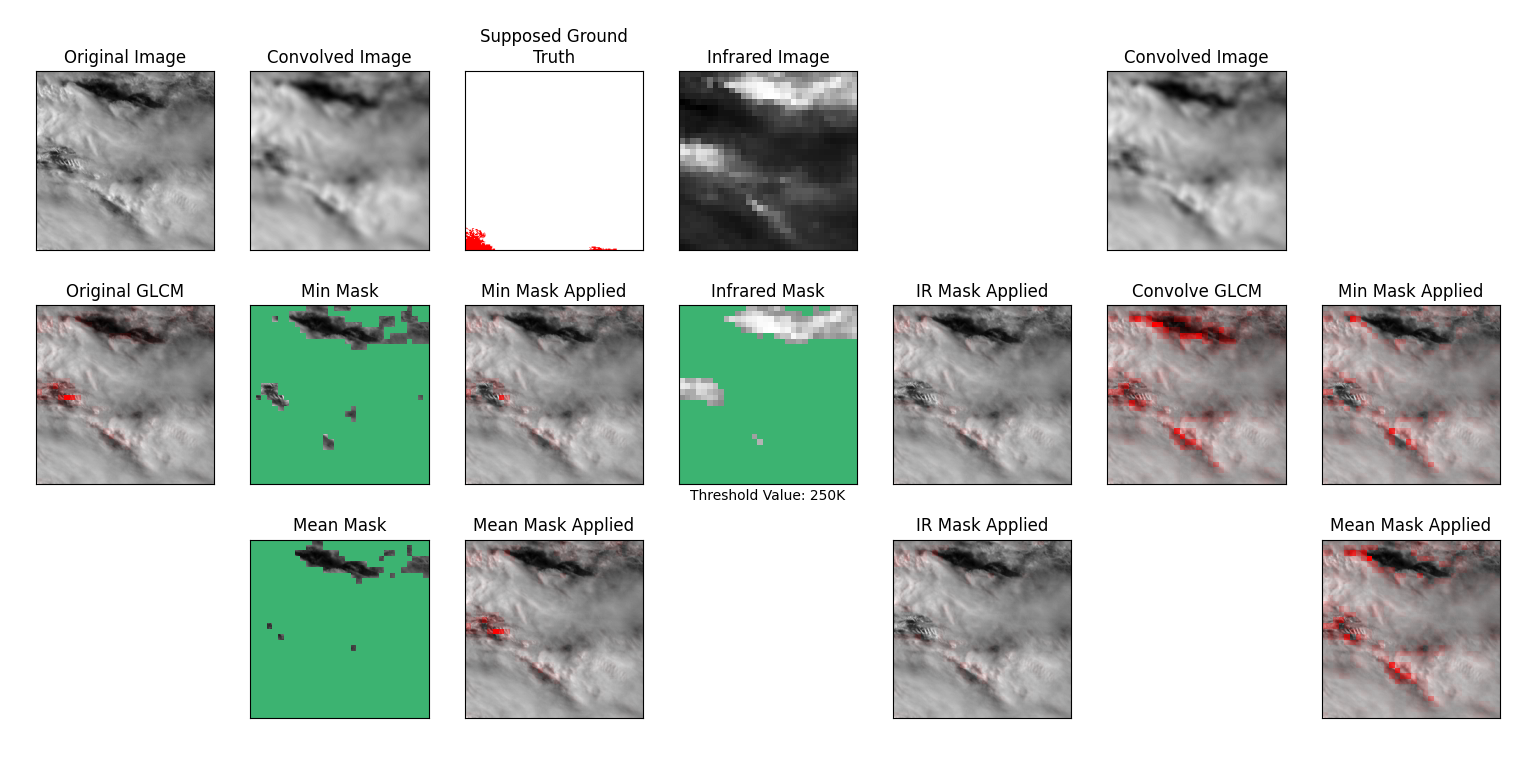 Original Image
Convolved Image
Supposed Ground
Truth
Infrared Image
Convolved Image
Original GLCM
Min Mask
Min Mask Applied
Infrared Mask
IR Mask Applied
Convolve GLCM
Min Mask Applied
Threshold Value: 250K
Mean Mask
Mean Mask Applied
IR Mask Applied
Mean Mask Applied